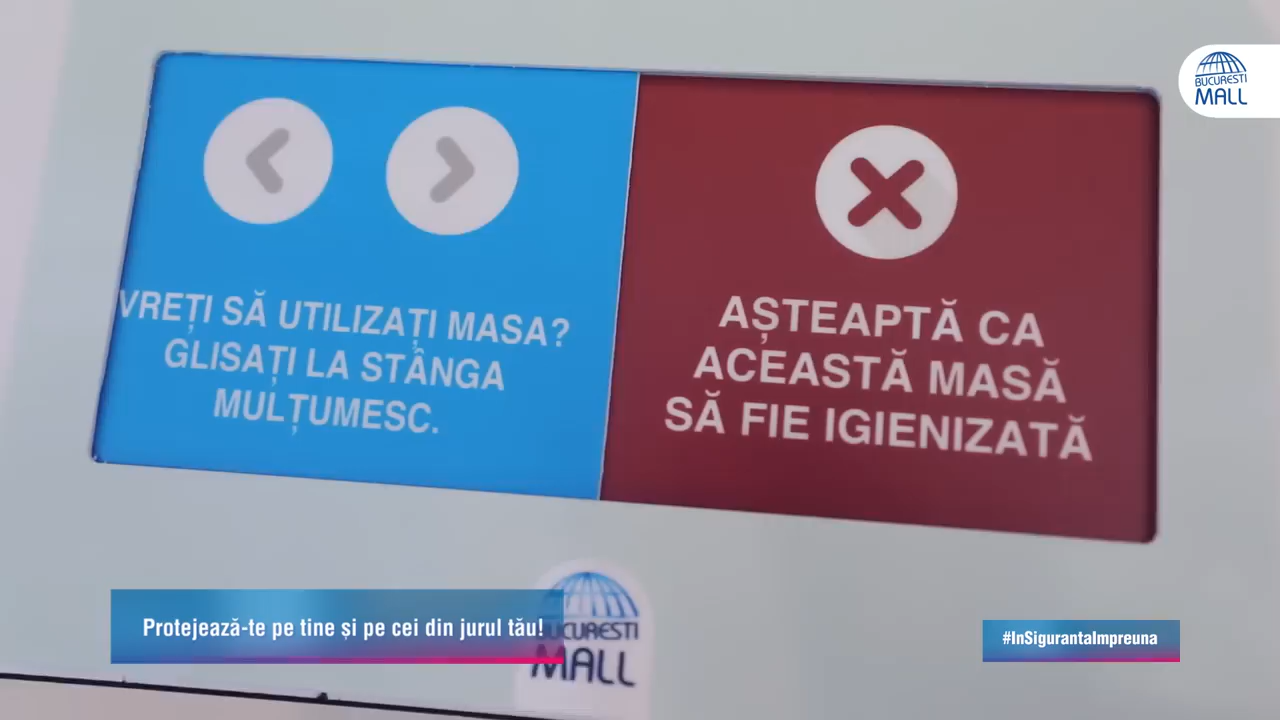 BUCURESTI
MALL
VREȚI SĂ UTILIZAȚI MASA?
GLISAȚI LA STÂNGA
MULȚUMESC.
AȘTEAPTĂ CA
ACEASTĂ MASĂ
SĂ FIE IGIENIZATĂ
Protejează-te pe tine și pe cei din jurul tău!
BUCURESTI
MALL
#InSigurantaImpreuna